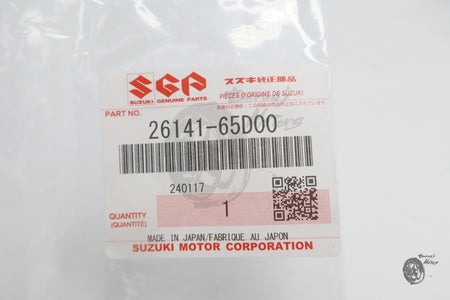 SGP
スズキ純正部品
SUZUKI GENUINE PARTS
PIÈCES D'ORIGINE DE SUZUKI
PART NO.
26141-65D00
240117
QUANTITY
(QUANTITÉ)
1
MADE IN JAPAN/FABRIQUE AU JAPON
SUZUKI MOTOR CORPORATION